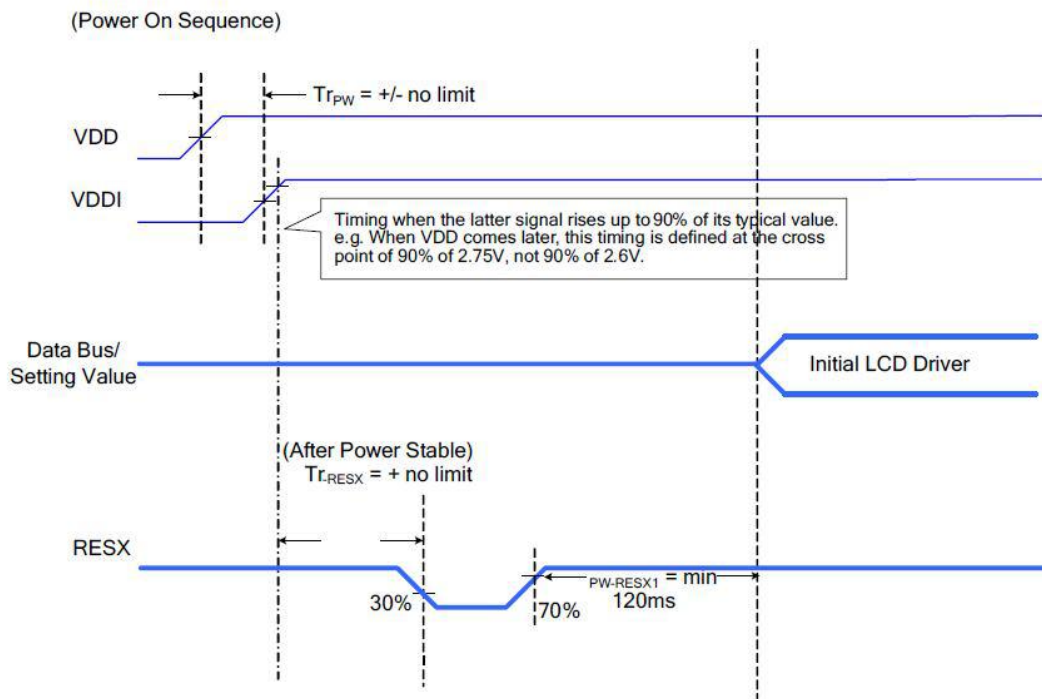 (Power On Sequence)
TrPW = +/- no limit
VDD
VDDI
Timing when the latter signal rises up to 90% of its typical value.
e.g. When VDD comes later, this timing is defined at the cross
point of 90% of 2.75V, not 90% of 2.6V.
Data Bus/
Setting Value
Initial LCD Driver
(After Power Stable)
Tr-RESX = + no limit
RESX
30%
70%
PW-RESX1 = min
120ms